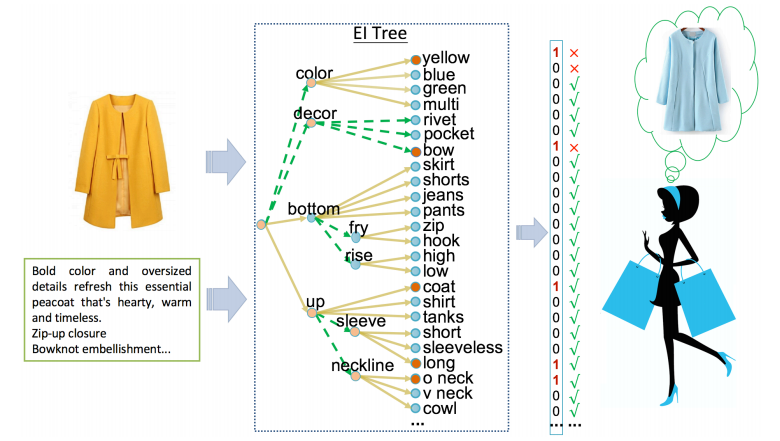 EI Tree
color
decor
bottom
fry
rise
up
sleeve
neckline
yellow
blue
green
multi
rivet
pocket
bow
skirt
shorts
jeans
pants
zip
hook
high
low
coat
shirt
tanks
short
sleeveless
long
o neck
v neck
cowl
...
1 ×
0 ×
0 √
0 √
0 √
0 √
1 ×
0 √
0 √
0 √
0 √
0 √
0 √
0 √
0 √
1 √
0 √
0 √
0 √
0 √
1 √
1 √
0 √
0 √
... ...
Bold color and oversized
details refresh this essential
peacoat that's hearty, warm
and timeless.
Zip-up closure
Bowknot embellishment...